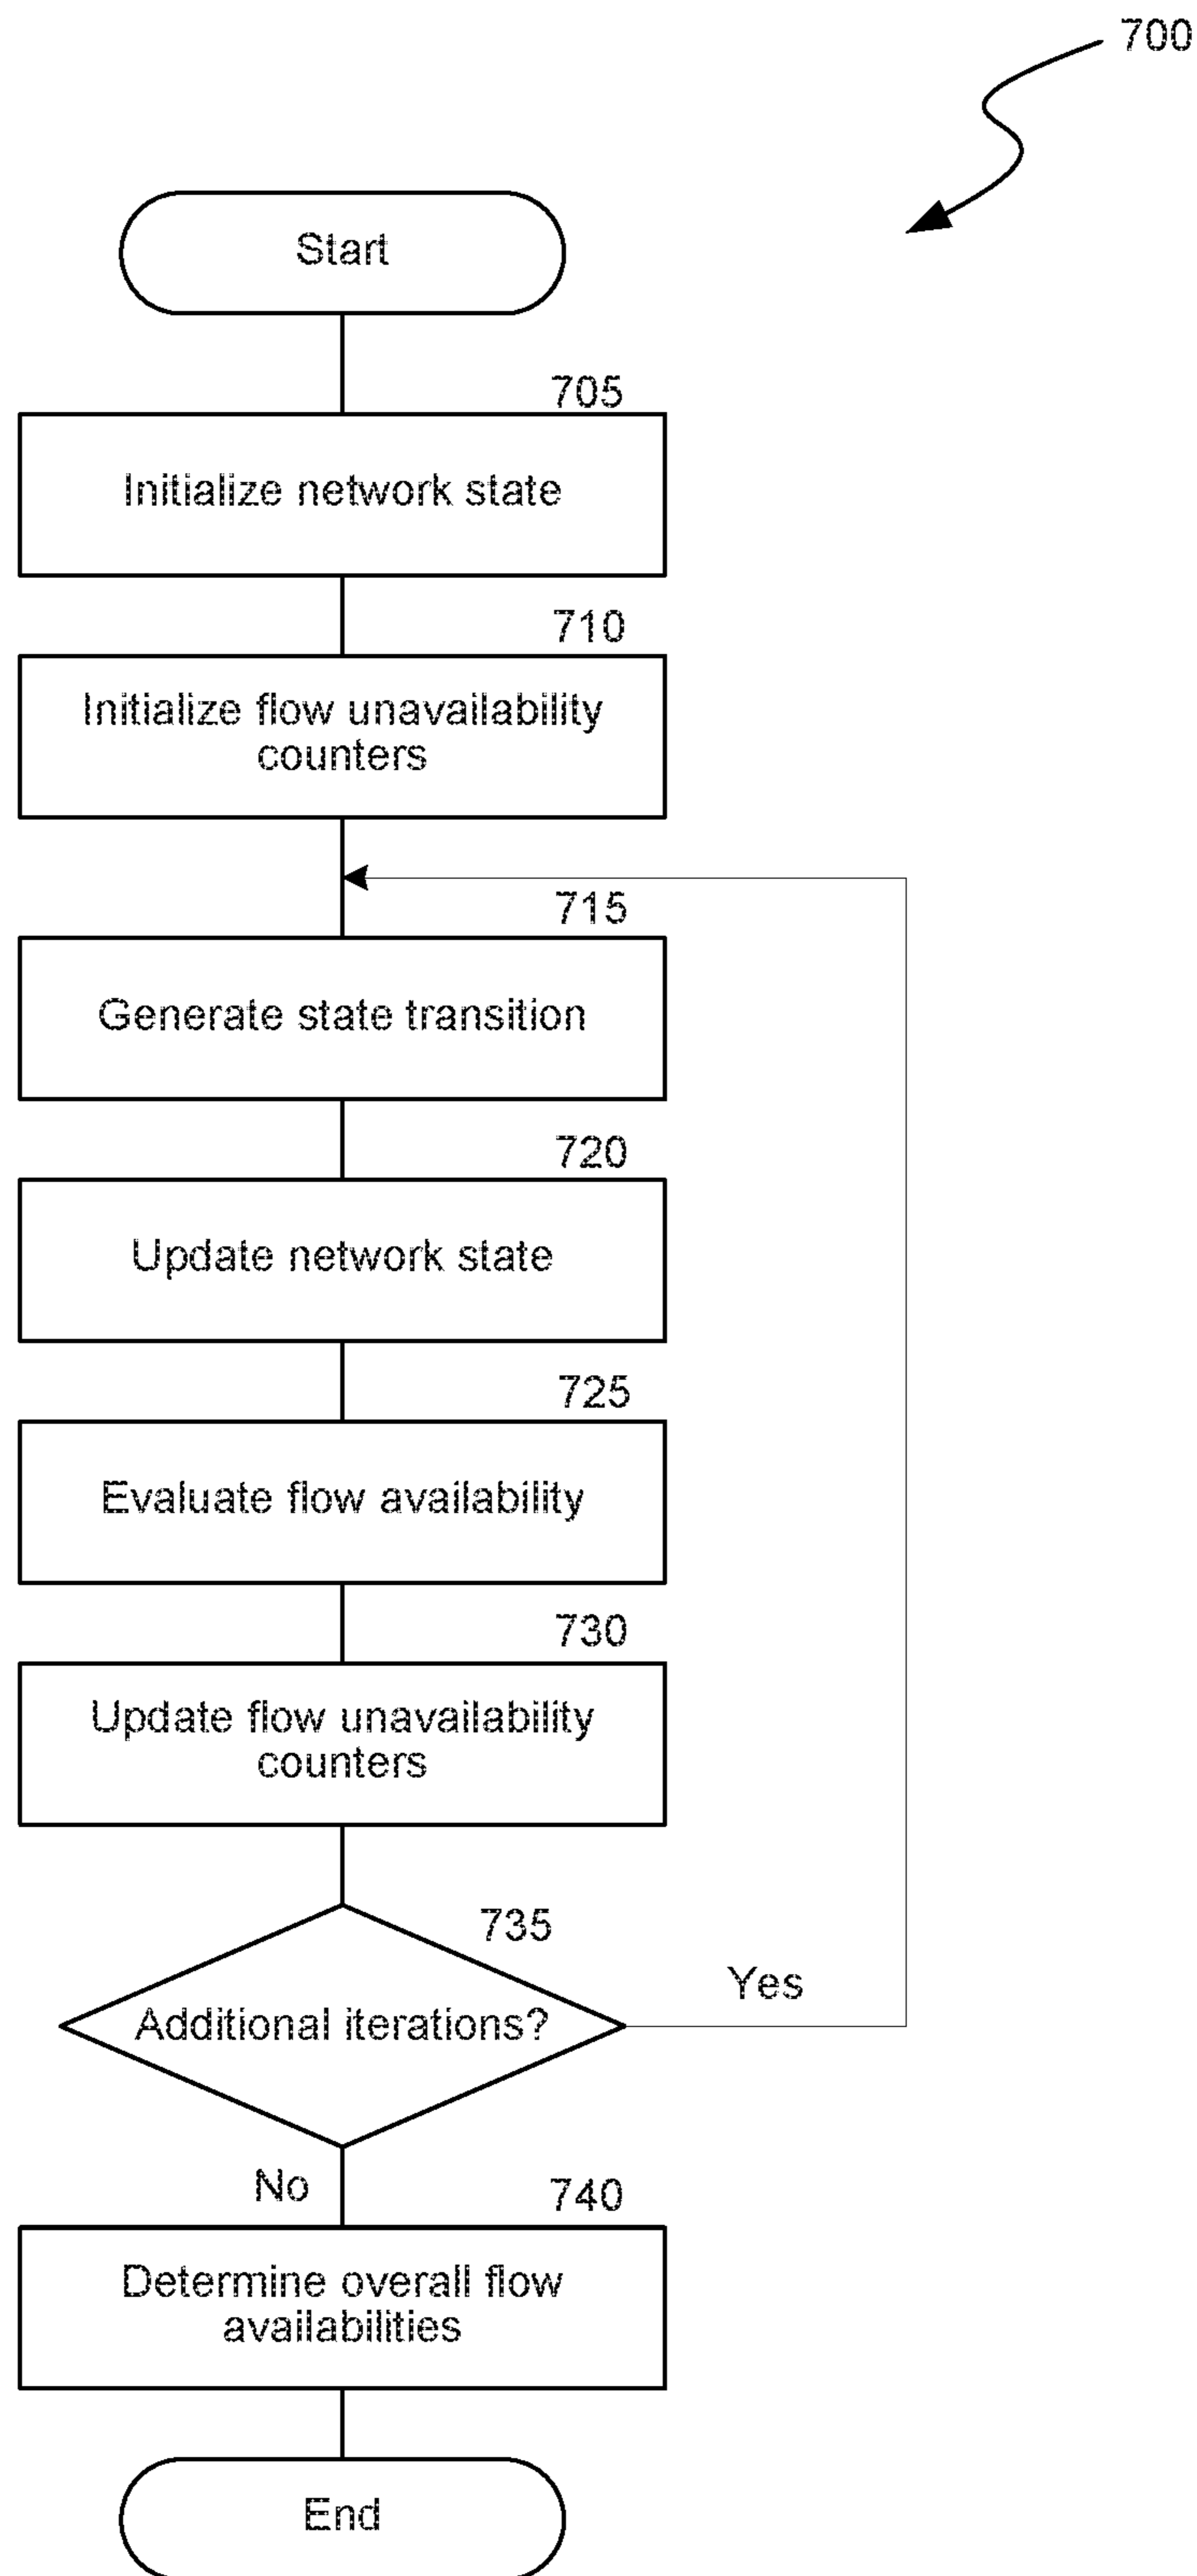 700
Start
705
Initialize network state
710
Initialize flow unavailability
counters
715
Generate state transition
720
Update network state
725
Evaluate flow availability
730
Update flow unavailability
counters
735
Additional iterations?
Yes
No
740
Determine overall flow
availabilities
End